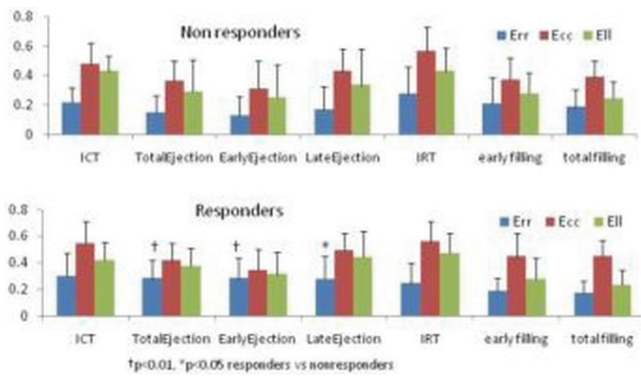 0.8
Non responders
Err Ecc Ell
0.6
0.4
0.2
0
ICT TotalEjection EarlyEjection LateEjection IRT early filling total filling
0.8
Responders
Err Ecc Ell
0.6
0.4
† † *
0.2
0
ICT TotalEjection EarlyEjection LateEjection IRT early filling total filling
†p<0.01, *p<0.05 responders vs nonresponders